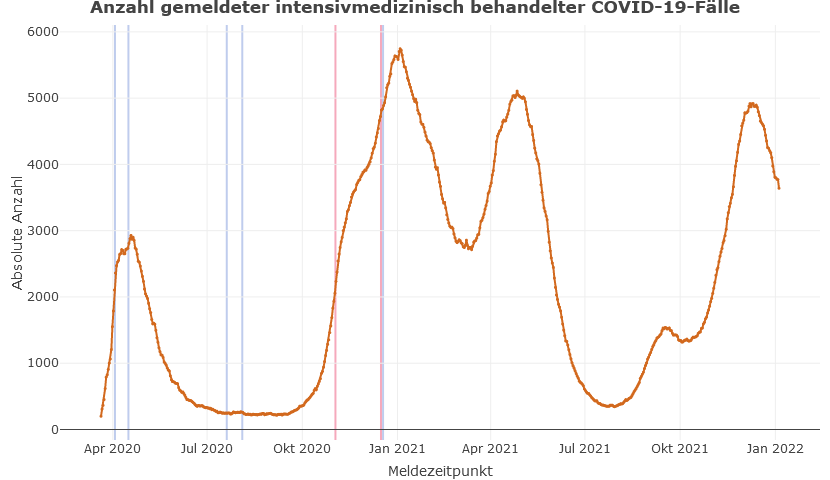 Anzahl gemeldeter intensivmedizinisch behandelter COVID-19-Fälle
6000
5000
4000
3000
2000
1000
0
Absolute Anzahl
Apr 2020 Jul 2020 Okt 2020 Jan 2021 Apr 2021 Jul 2021 Okt 2021 Jan 2022
Meldezeitpunkt